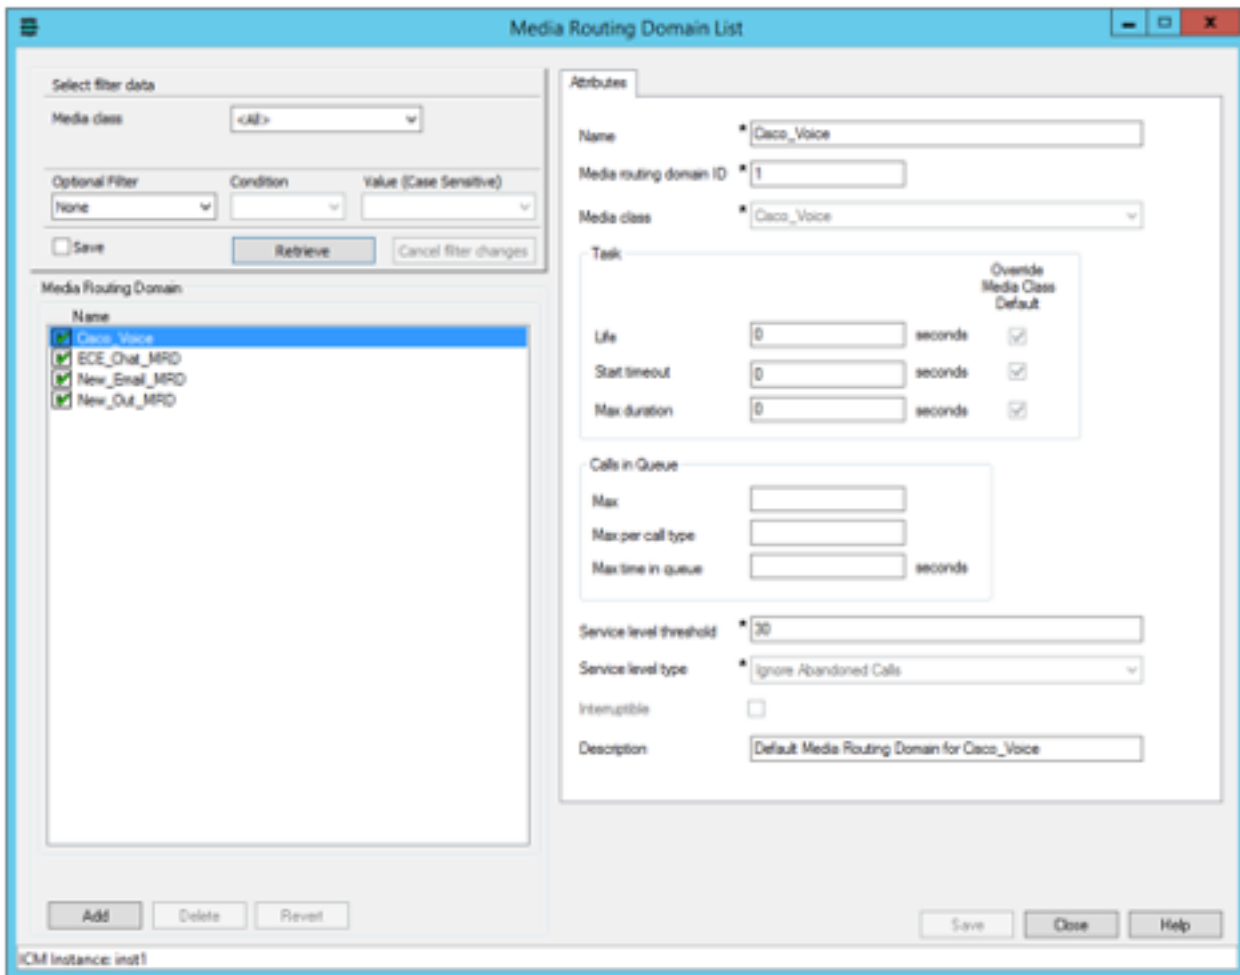 Media Routing Domain List
Select filter data
Media class <All>
Optional Filter Condition Value (Case Sensitive)
None
Save Retrieve Cancel filter changes
Media Routing Domain
Name
Cisco_Voice
ECE_Chat_MRD
New_Email_MRD
New_Out_MRD
Add Delete Revert
Attributes
Name * Cisco_Voice
Media routing domain ID * 1
Media class * Cisco_Voice
Task
Override
Media Class
Default
Life 0 seconds
Start timeout 0 seconds
Max duration 0 seconds
Calls in Queue
Max
Max per call type
Max time in queue seconds
Service level threshold * 30
Service level type * Ignore Abandoned Calls
Interruptible
Description Default Media Routing Domain for Cisco_Voice
Save Close Help
ICM Instance: inst1